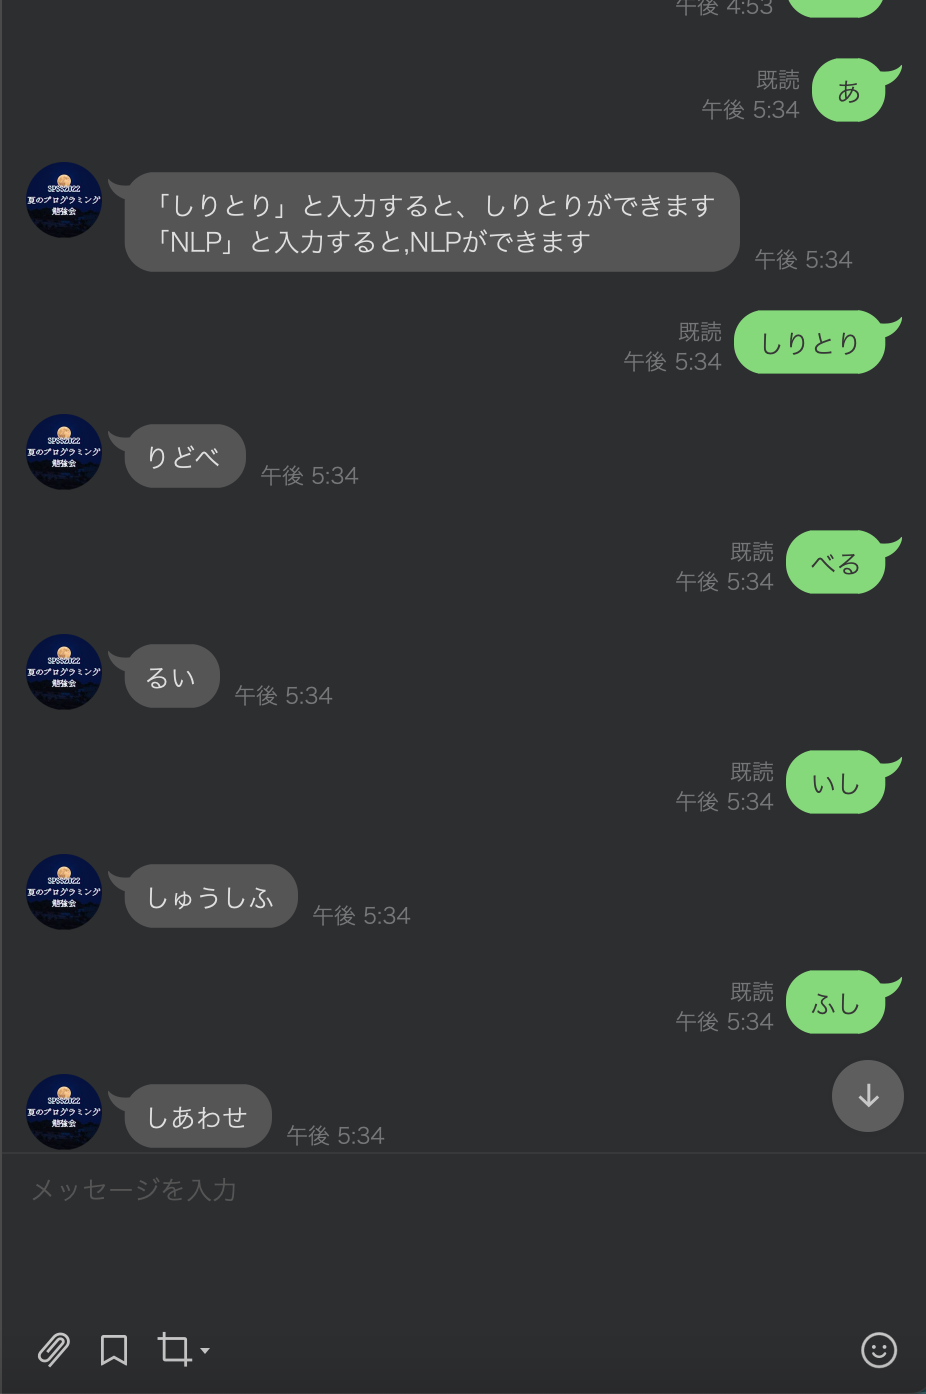 午後 4:53
既読
午後 5:34
あ
SPSS2022
夏のプログラミング
勉強会
「しりとり」と入力すると、しりとりができます
「NLP」と入力すると,NLPができます
午後 5:34
既読
午後 5:34
しりとり
SPSS2022
夏のプログラミング
勉強会
りどべ
午後 5:34
既読
午後 5:34
べる
SPSS2022
夏のプログラミング
勉強会
るい
午後 5:34
既読
午後 5:34
いし
SPSS2022
夏のプログラミング
勉強会
しゅうしふ
午後 5:34
既読
午後 5:34
ふし
SPSS2022
夏のプログラミング
勉強会
しあわせ
午後 5:34
メッセージを入力